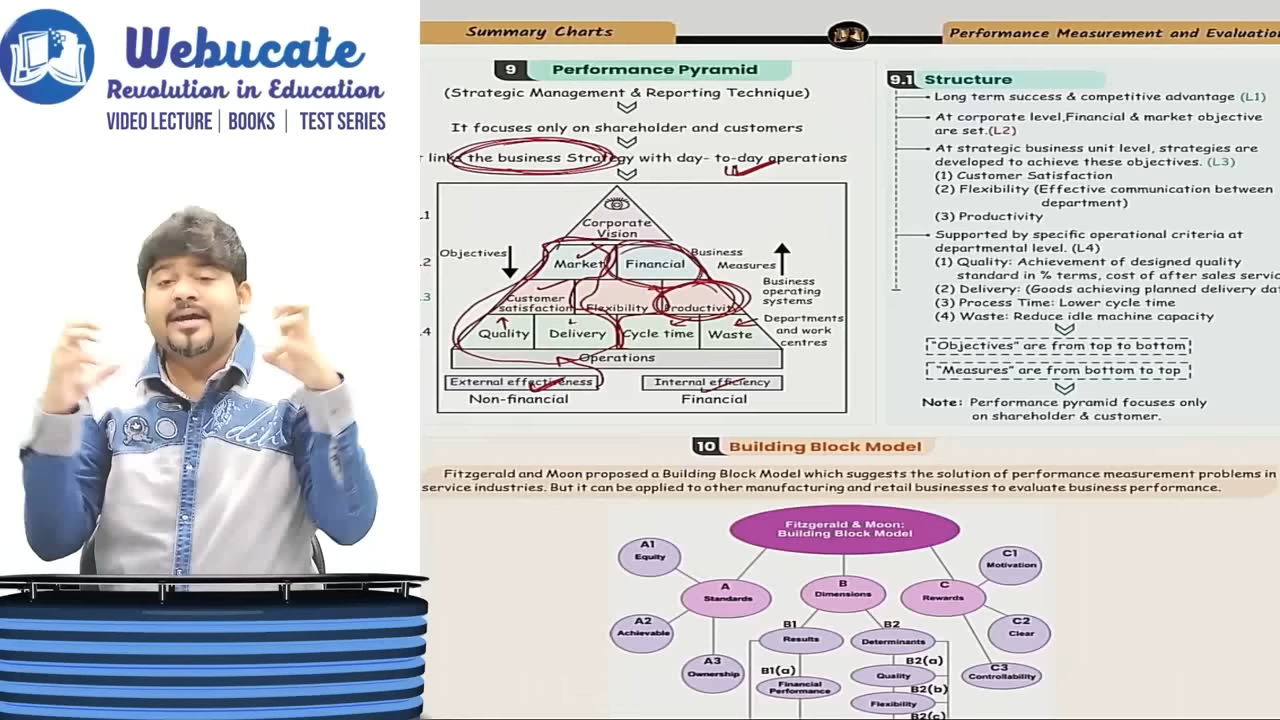 Webucate
Revolution in Education
VIDEO LECTURE | BOOKS | TEST SERIES
Summary Charts
Performance Measurement and Evaluation
9 Performance Pyramid
(Strategic Management & Reporting Technique)
It focuses only on shareholder and customers
links the business Strategy with day- to-day operations
L1
Corporate
Vision
Objectives
Market
Financial
Business
Measures
Business
operating
systems
Customer
satisfaction
Flexibility
Productivity
Quality
Delivery
Cycle time
Waste
Departments
and work
centres
Operations
External effectiveness
Internal efficiency
Non-financial
Financial
9.1 Structure
Long term success & competitive advantage (L1)
At corporate level,Financial & market objective
are set.(L2)
At strategic business unit level, strategies are
developed to achieve these objectives. (L3)
(1) Customer Satisfaction
(2) Flexibility (Effective communication between
department)
(3) Productivity
Supported by specific operational criteria at
departmental level. (L4)
(1) Quality: Achievement of designed quality
standard in % terms, cost of after sales servic
(2) Delivery: (Goods achieving planned delivery dat
(3) Process Time: Lower cycle time
(4) Waste: Reduce idle machine capacity
"Objectives" are from top to bottom
"Measures" are from bottom to top
Note: Performance pyramid focuses only
on shareholder & customer.
10 Building Block Model
Fitzgerald and Moon proposed a Building Block Model which suggests the solution of performance measurement problems in
service industries. But it can be applied to other manufacturing and retail businesses to evaluate business performance.
Fitzgerald & Moon:
Building Block Model
A1
Equity
A
Standards
A2
Achievable
A3
Ownership
B
Dimensions
B1
Results
B1(a)
Financial
Performance
B2
Determinants
B2(a)
Quality
B2(b)
Flexibility
B2(c)
C
Rewards
C1
Motivation
C2
Clear
C3
Controllability